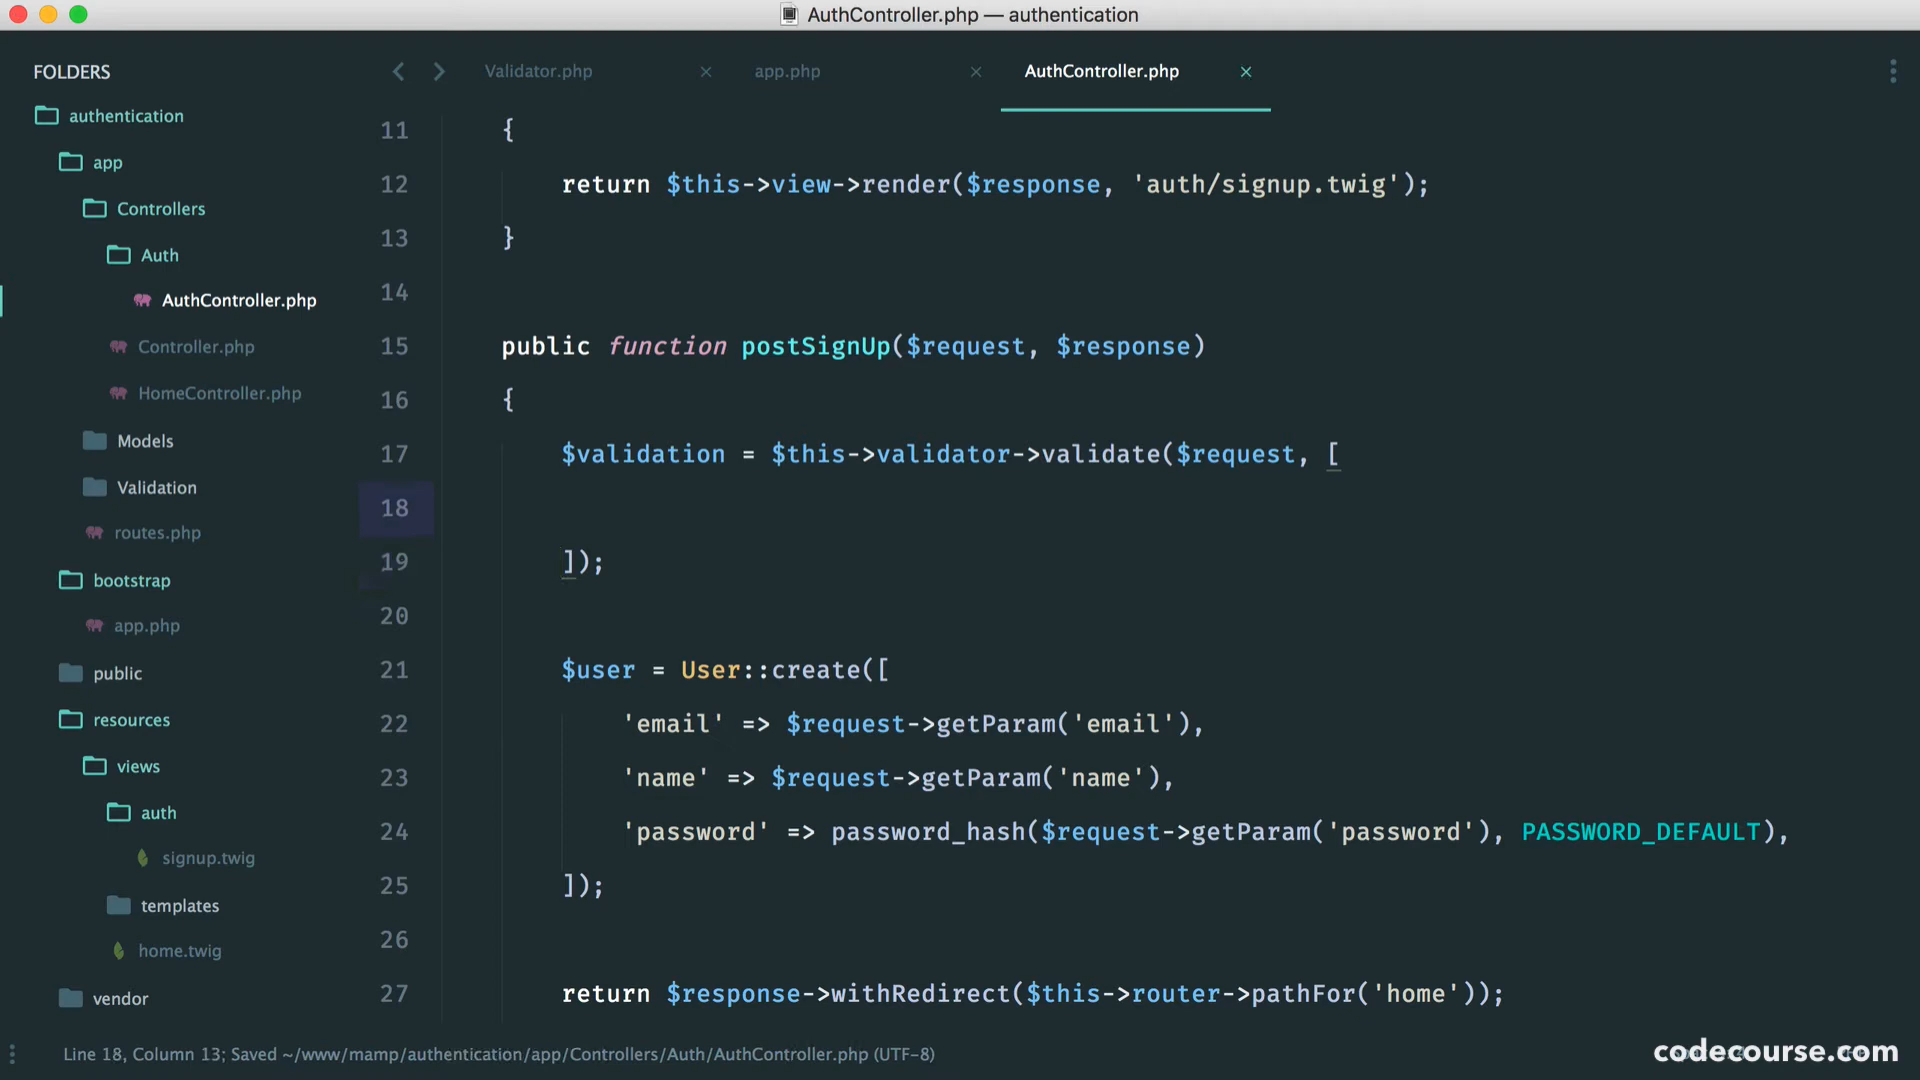 AuthController.php — authentication
FOLDERS
authentication
app
Controllers
Auth
AuthController.php
Controller.php
HomeController.php
Models
Validation
routes.php
bootstrap
app.php
public
resources
views
auth
signup.twig
templates
home.twig
vendor
Validator.php
app.php
AuthController.php
11 {
12 return $this->view->render($response, 'auth/signup.twig');
13 }
14
15 public function postSignUp($request, $response)
16 {
17 $validation = $this->validator->validate($request, [
18
19 ]);
20
21 $user = User::create([
22 'email' => $request->getParam('email'),
23 'name' => $request->getParam('name'),
24 'password' => password_hash($request->getParam('password'), PASSWORD_DEFAULT),
25 ]);
26
27 return $response->withRedirect($this->router->pathFor('home'));
Line 18, Column 13; Saved ~/www/mamp/authentication/app/Controllers/Auth/AuthController.php (UTF-8)
codecourse.com